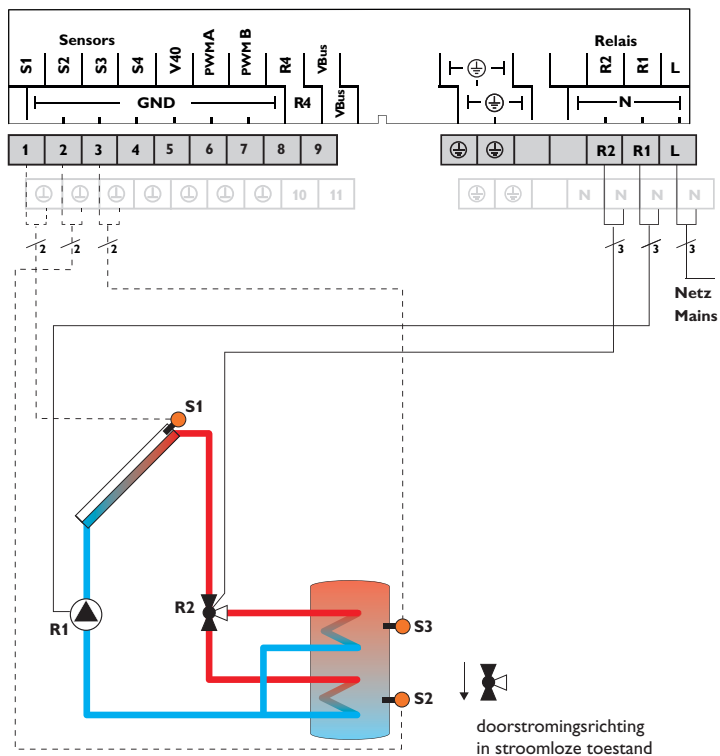 Sensors
Relais
S1 S2 S3 S4 V40 PWMA PWM B R4 VBus
R2 R1 L
GND
R4 VBus
N
1 2 3 4 5 6 7 8 9
R2 R1 L
10 11
N N N N
2 2 2
3 3 3
Netz
Mains
S1
R2
R1
S3
S2
doorstromingsrichting
in stroomloze toestand